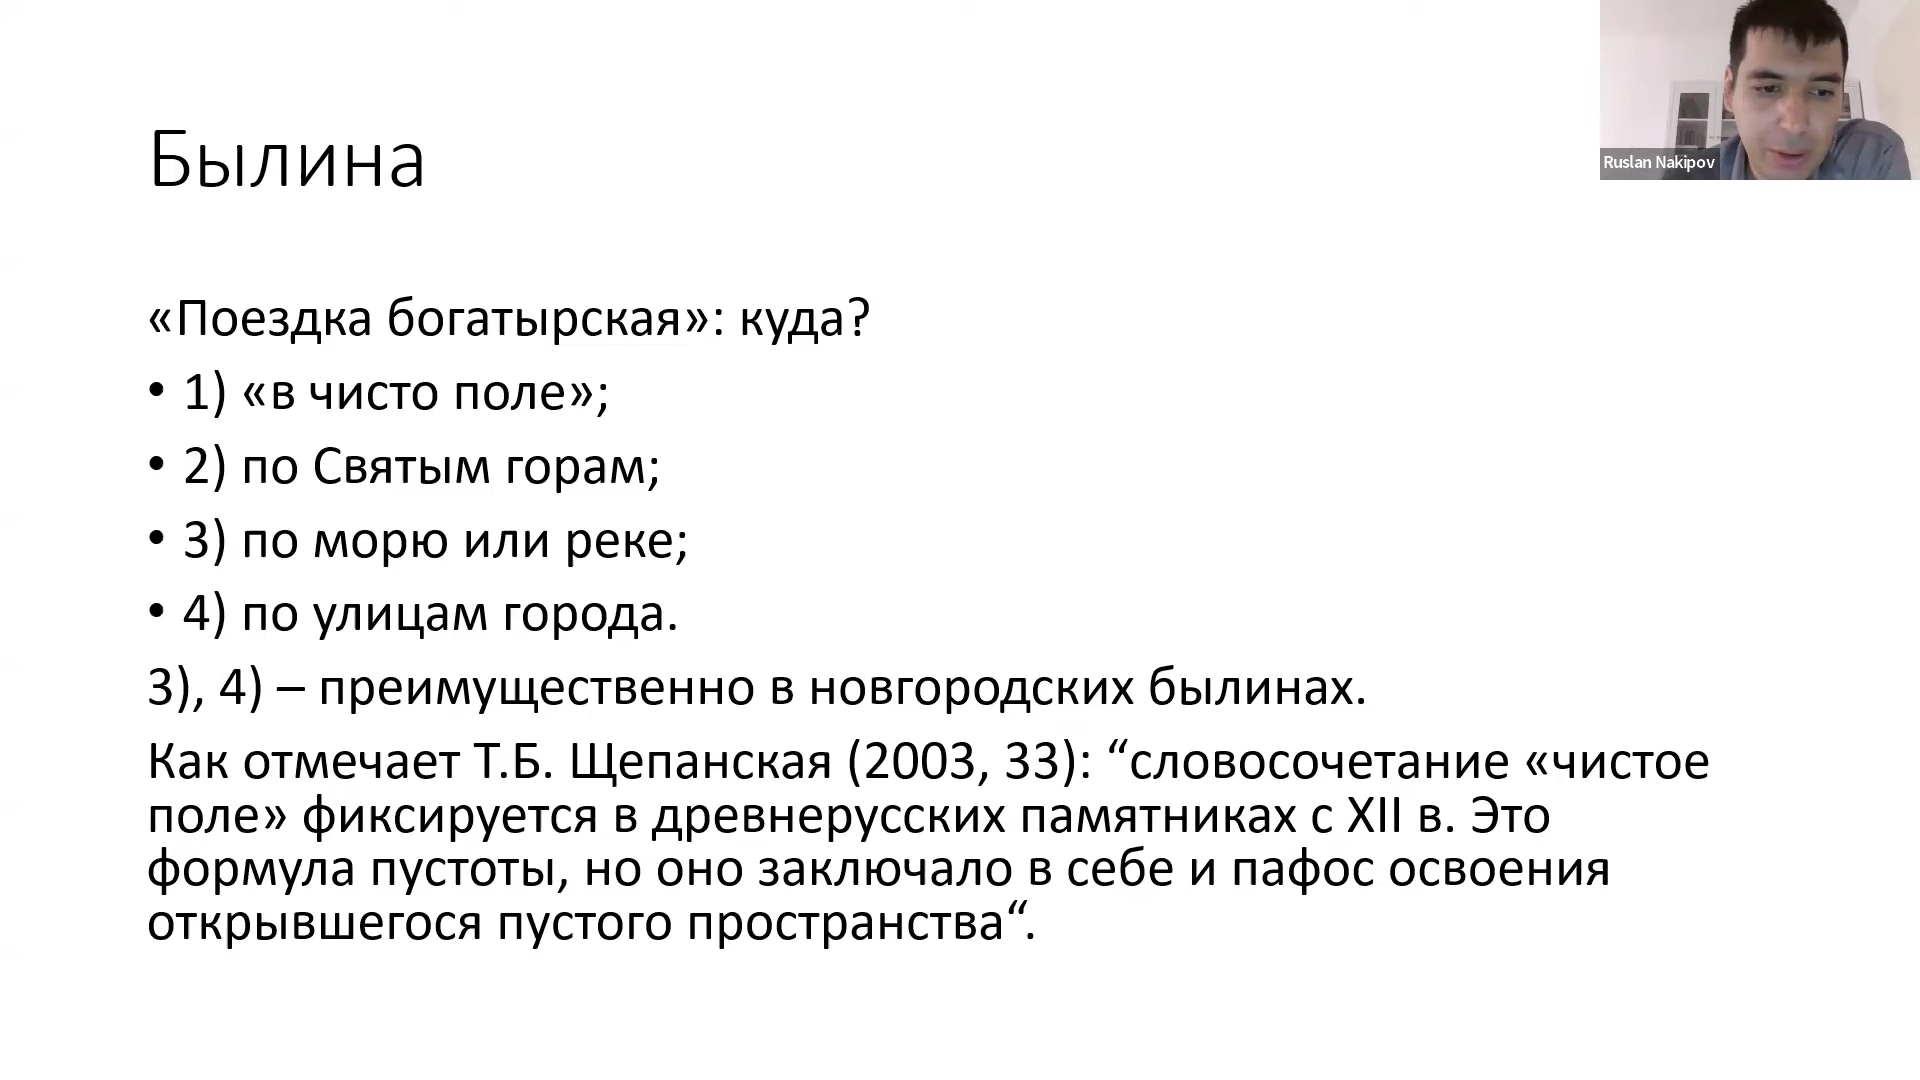 Ruslan Nakipov
Былина
«Поездка богатырская»: куда?
• 1) «в чисто поле»;
• 2) по Святым горам;
• 3) по морю или реке;
• 4) по улицам города.
3), 4) – преимущественно в новгородских былинах.
Как отмечает Т.Б. Щепанская (2003, 33): “словосочетание «чистое
поле» фиксируется в древнерусских памятниках с XII в. Это
формула пустоты, но оно заключало в себе и пафос освоения
открывшегося пустого пространства“.